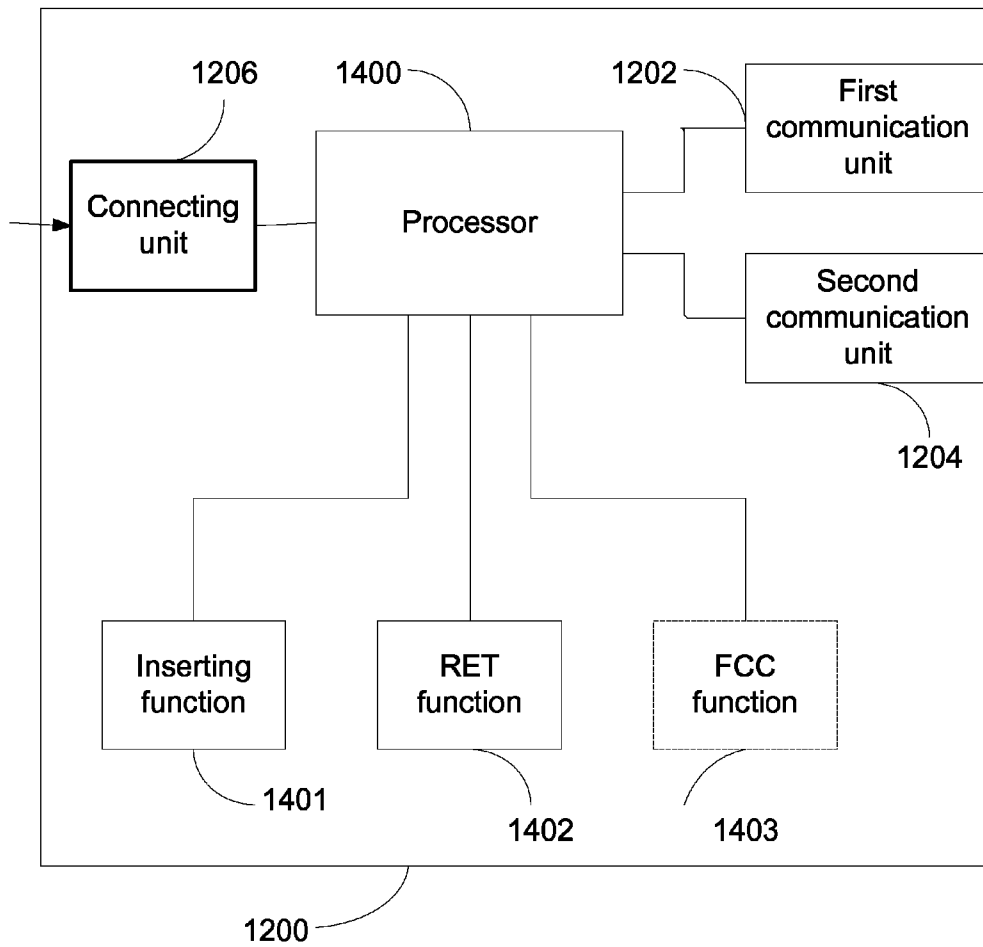 1206
1400
1202
First
communication
unit
Connecting
unit
Processor
Second
communication
unit
1204
Inserting
function
RET
function
FCC
function
1401
1402
1403
1200